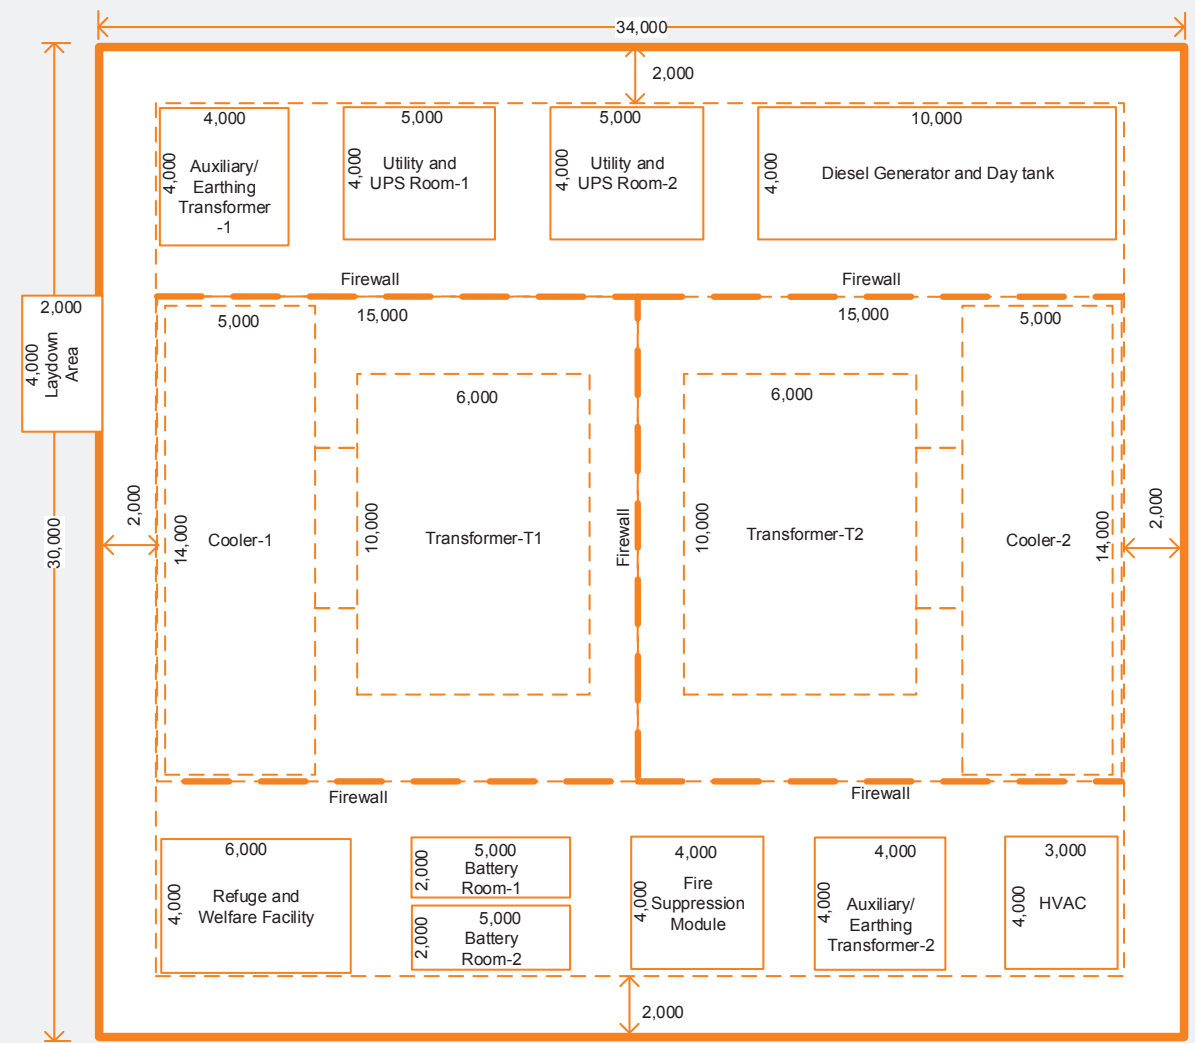 34,000
2,000
4,000
4,000
Auxiliary/
Earthing
Transformer
-1
5,000
4,000
Utility and
UPS Room-1
5,000
4,000
Utility and
UPS Room-2
10,000
4,000
Diesel Generator and Day tank
Firewall
Firewall
2,000
4,000
Laydown
Area
5,000
15,000
15,000
5,000
6,000
6,000
2,000
30,000
14,000
Cooler-1
10,000
Transformer-T1
Firewall
10,000
Transformer-T2
Cooler-2
14,000
2,000
Firewall
Firewall
6,000
4,000
Refuge and
Welfare Facility
5,000
2,000
Battery
Room-1
5,000
2,000
Battery
Room-2
4,000
4,000
Fire
Suppression
Module
4,000
4,000
Auxiliary/
Earthing
Transformer-2
3,000
4,000
HVAC
2,000